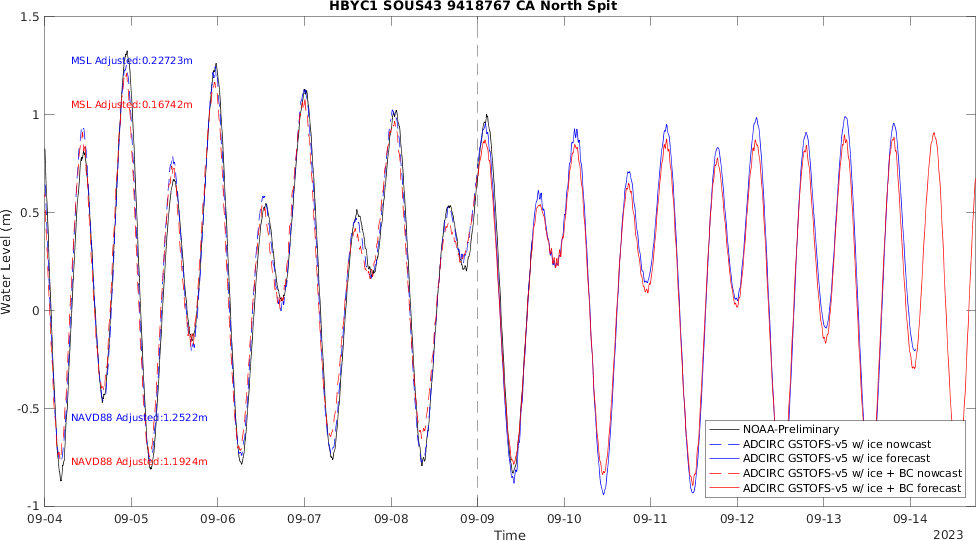 HBYC1 SOUS43 9418767 CA North Spit
1.5
1
0.5
0
-0.5
-1
Water Level (m)
MSL Adjusted:0.22723m
MSL Adjusted:0.16742m
NAVD88 Adjusted:1.2522m
NAVD88 Adjusted:1.1924m
NOAA-Preliminary
ADCIRC GSTOFS-v5 w/ ice nowcast
ADCIRC GSTOFS-v5 w/ ice forecast
ADCIRC GSTOFS-v5 w/ ice + BC nowcast
ADCIRC GSTOFS-v5 w/ ice + BC forecast
09-04 09-05 09-06 09-07 09-08 09-09 09-10 09-11 09-12 09-13 09-14
Time
2023